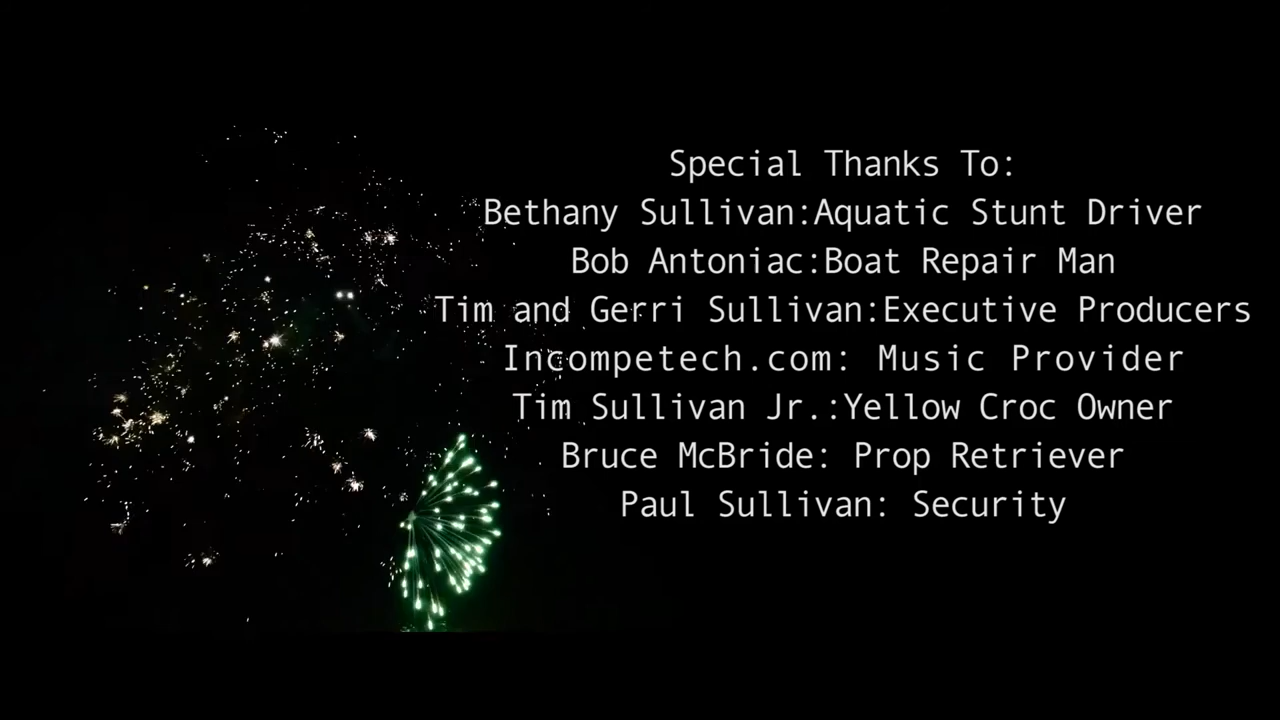 Special Thanks To:
Bethany Sullivan:Aquatic Stunt Driver
Bob Antoniac:Boat Repair Man
Tim and Gerri Sullivan:Executive Producers
Incompetech.com: Music Provider
Tim Sullivan Jr.:Yellow Croc Owner
Bruce McBride: Prop Retriever
Paul Sullivan: Security